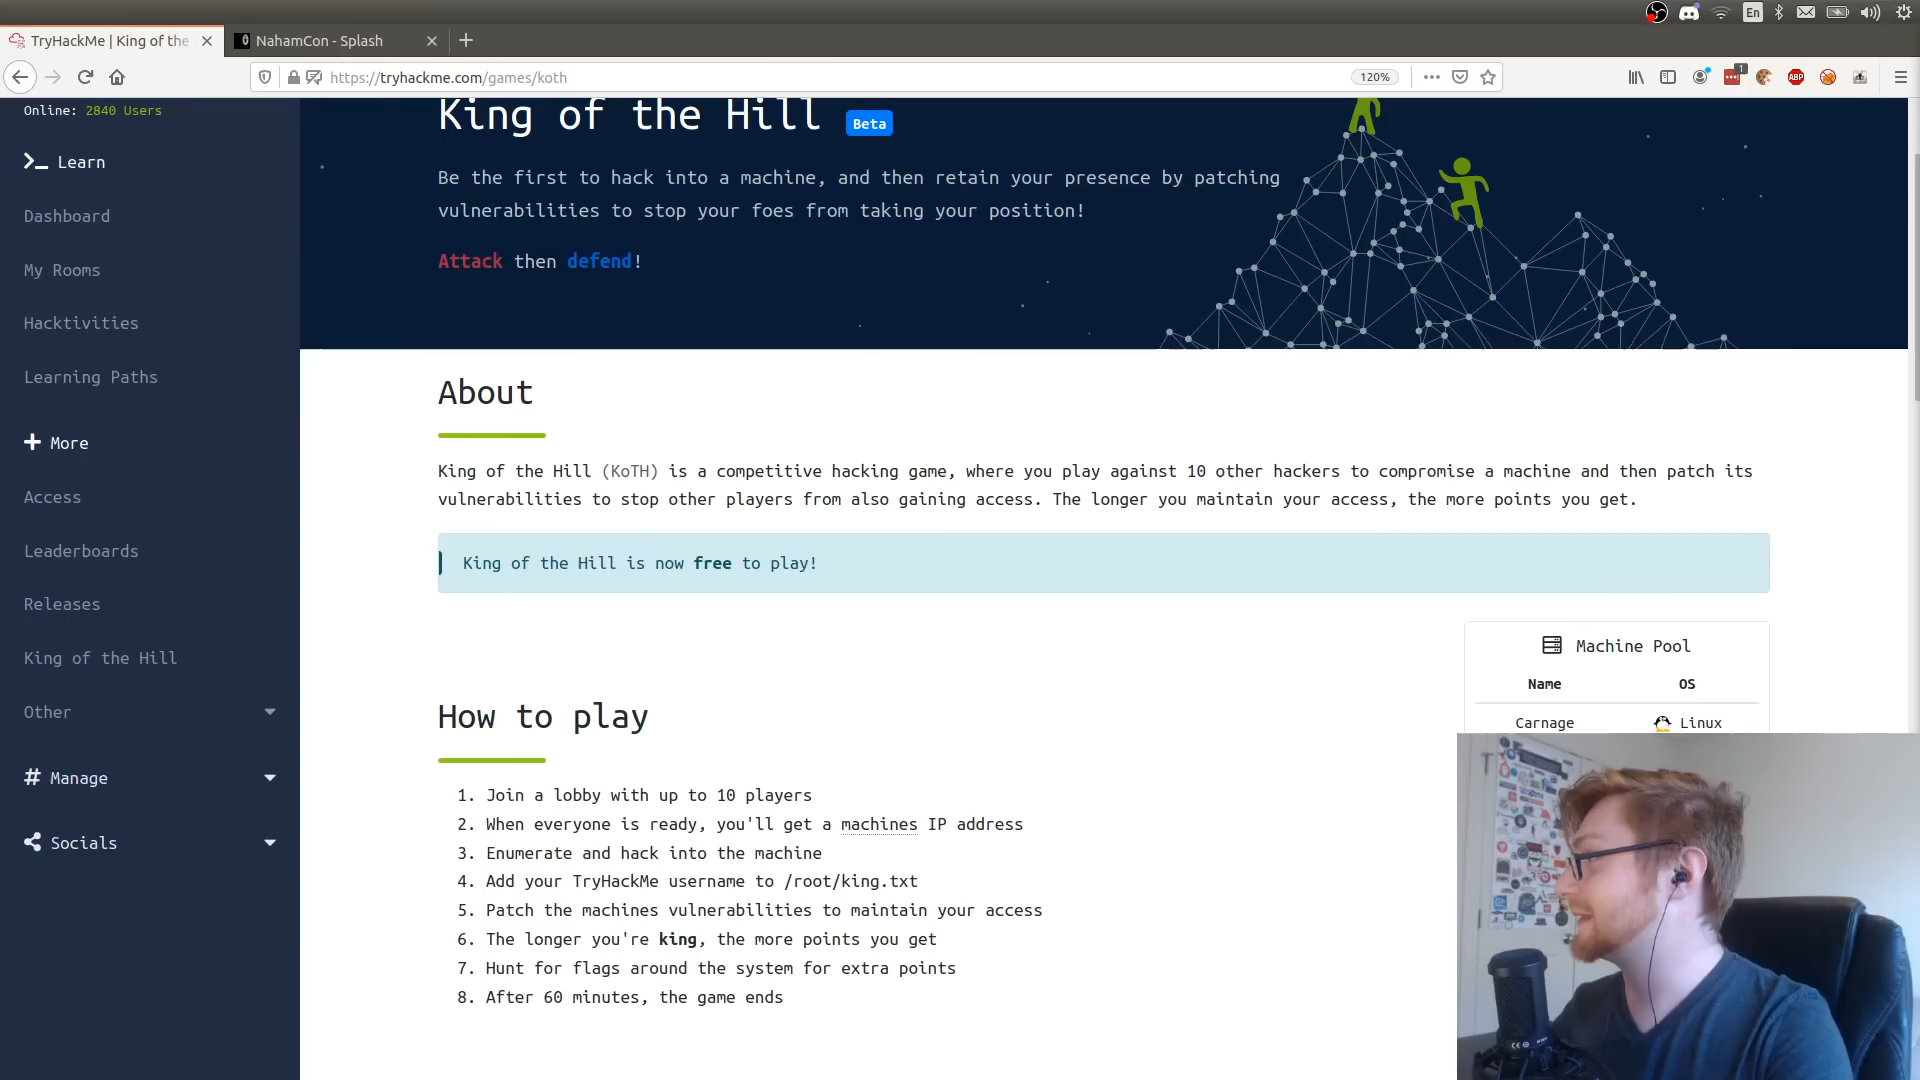 En
TryHackMe | King of the
NahamCon - Splash
https://tryhackme.com/games/koth
120%
1
ABP
Online: 2840 Users
Learn
Dashboard
My Rooms
Hacktivities
Learning Paths
More
Access
Leaderboards
Releases
King of the Hill
Other
Manage
Socials
King of the Hill Beta
Be the first to hack into a machine, and then retain your presence by patching
vulnerabilities to stop your foes from taking your position!
Attack then defend!
About
King of the Hill (KoTH) is a competitive hacking game, where you play against 10 other hackers to compromise a machine and then patch its
vulnerabilities to stop other players from also gaining access. The longer you maintain your access, the more points you get.
King of the Hill is now free to play!
Machine Pool
Name OS
Carnage Linux
How to play
1. Join a lobby with up to 10 players
2. When everyone is ready, you'll get a machines IP address
3. Enumerate and hack into the machine
4. Add your TryHackMe username to /root/king.txt
5. Patch the machines vulnerabilities to maintain your access
6. The longer you're king, the more points you get
7. Hunt for flags around the system for extra points
8. After 60 minutes, the game ends